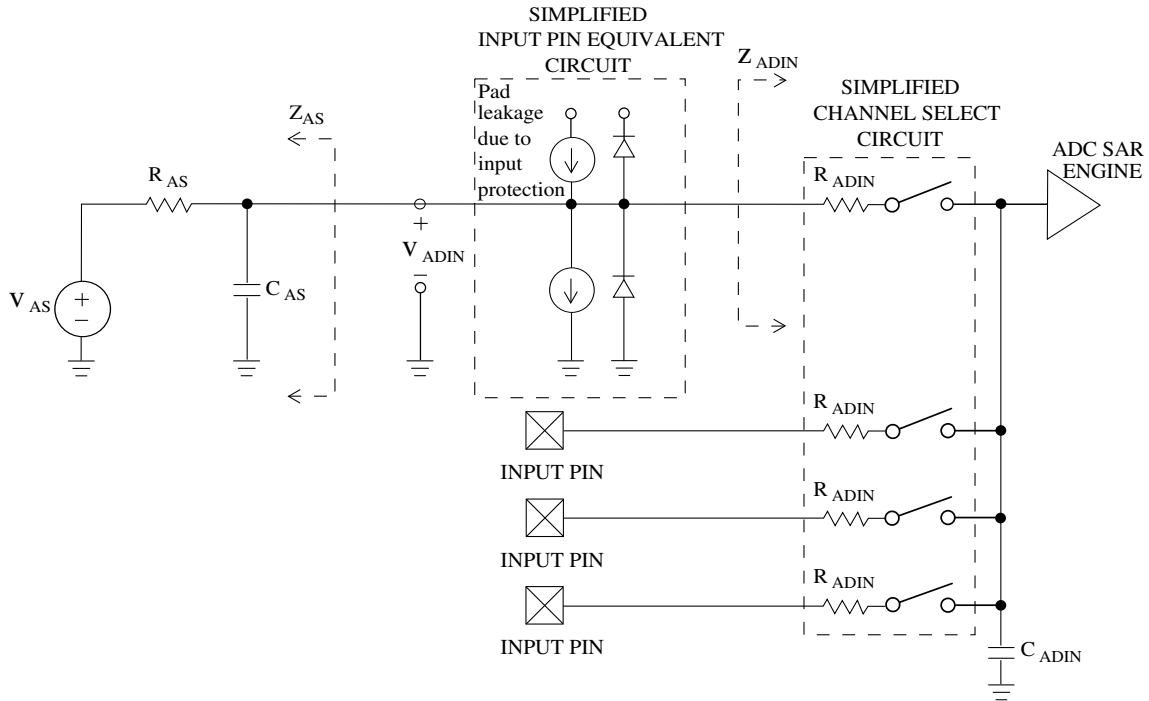 SIMPLIFIED
INPUT PIN EQUIVALENT
CIRCUIT
Pad
leakage
due to
input
protection
Z ADIN
SIMPLIFIED
CHANNEL SELECT
CIRCUIT
ADC SAR
ENGINE
ZAS
R AS
R ADIN
+
V ADIN
–
C AS
V AS
+
–
R ADIN
INPUT PIN
R ADIN
INPUT PIN
R ADIN
INPUT PIN
C ADIN